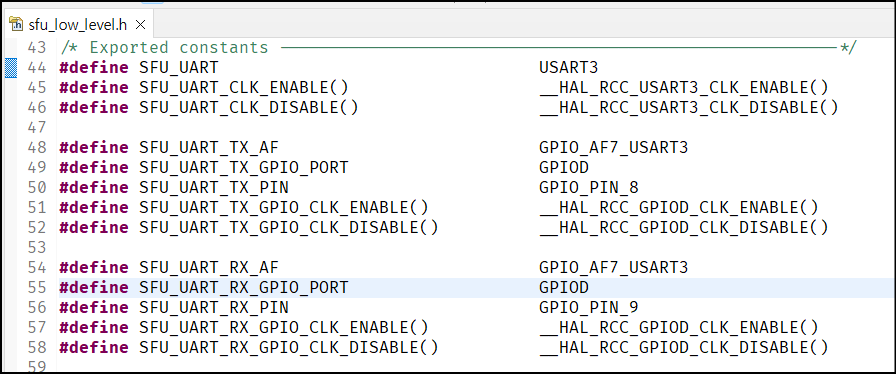 sfu_low_level.h
43 /* Exported constants --------------------------------------------------------*/
44 #define SFU_UART USART3
45 #define SFU_UART_CLK_ENABLE() __HAL_RCC_USART3_CLK_ENABLE()
46 #define SFU_UART_CLK_DISABLE() __HAL_RCC_USART3_CLK_DISABLE()
47
48 #define SFU_UART_TX_AF GPIO_AF7_USART3
49 #define SFU_UART_TX_GPIO_PORT GPIOD
50 #define SFU_UART_TX_PIN GPIO_PIN_8
51 #define SFU_UART_TX_GPIO_CLK_ENABLE() __HAL_RCC_GPIOD_CLK_ENABLE()
52 #define SFU_UART_TX_GPIO_CLK_DISABLE() __HAL_RCC_GPIOD_CLK_DISABLE()
53
54 #define SFU_UART_RX_AF GPIO_AF7_USART3
55 #define SFU_UART_RX_GPIO_PORT GPIOD
56 #define SFU_UART_RX_PIN GPIO_PIN_9
57 #define SFU_UART_RX_GPIO_CLK_ENABLE() __HAL_RCC_GPIOD_CLK_ENABLE()
58 #define SFU_UART_RX_GPIO_CLK_DISABLE() __HAL_RCC_GPIOD_CLK_DISABLE()
59